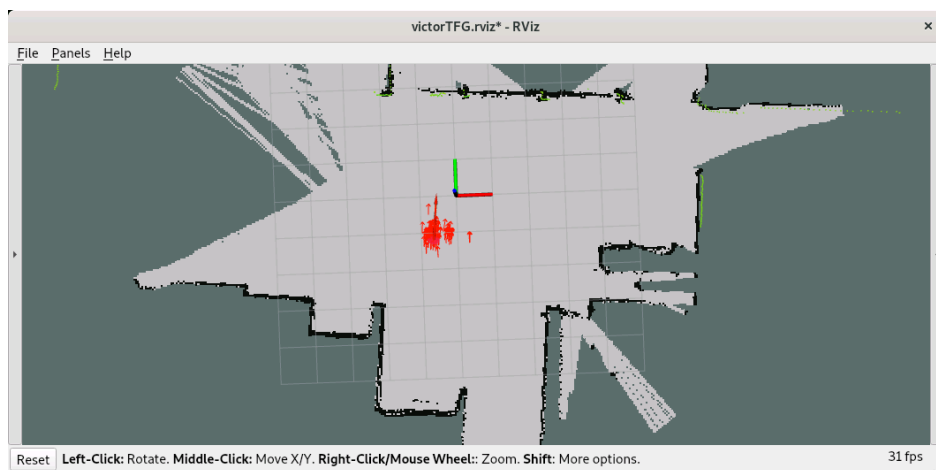 victorTFG.rviz* - RViz
File Panels Help
Reset Left-Click: Rotate. Middle-Click: Move X/Y. Right-Click/Mouse Wheel:: Zoom. Shift: More options. 31 fps